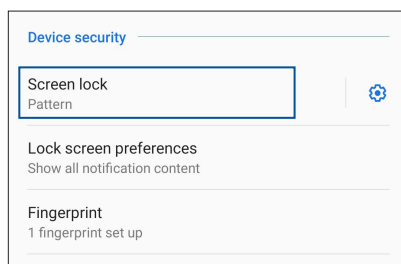 Device security
Screen lock
Pattern
Lock screen preferences
Show all notification content
Fingerprint
1 fingerprint set up